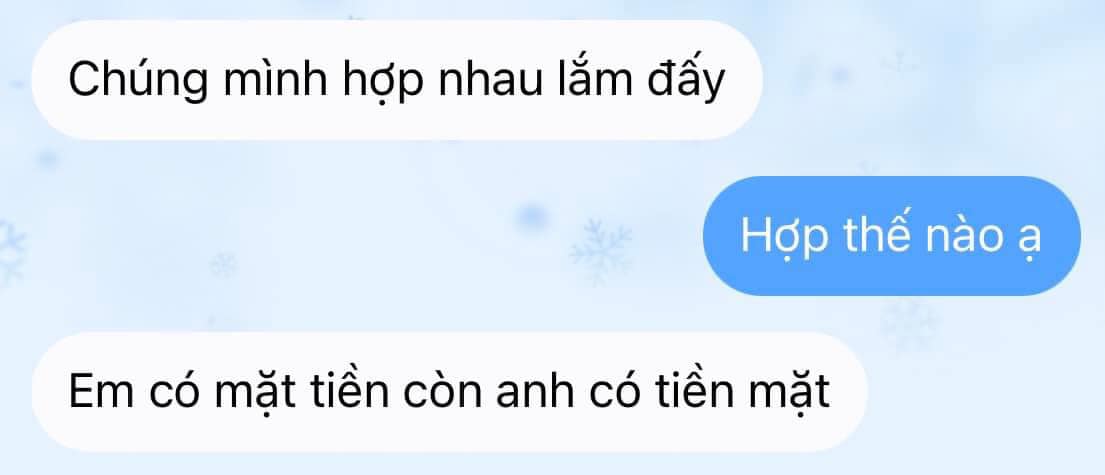 Chúng mình hợp nhau lắm đấy
Hợp thế nào ạ
Em có mặt tiền còn anh có tiền mặt